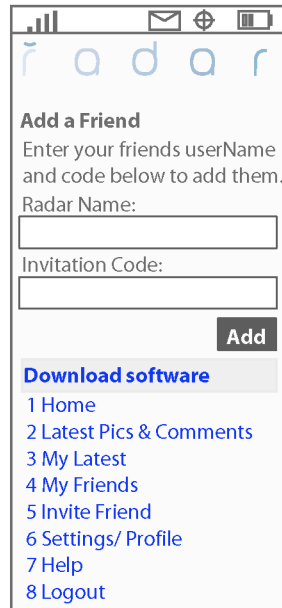 řadar
Add a Friend
Enter your friends userName
and code below to add them.
Radar Name:
Invitation Code:
Add
Download software
1 Home
2 Latest Pics & Comments
3 My Latest
4 My Friends
5 Invite Friend
6 Settings/ Profile
7 Help
8 Logout